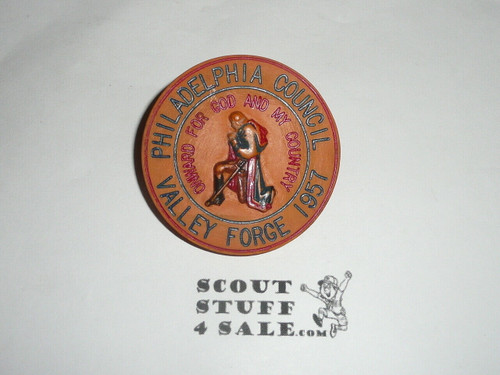 PHILADELPHIA COUNCIL
ONWARD FOR GOD AND MY COUNTRY
VALLEY FORGE 1957
SCOUT
STUFF
4 SALE.COM